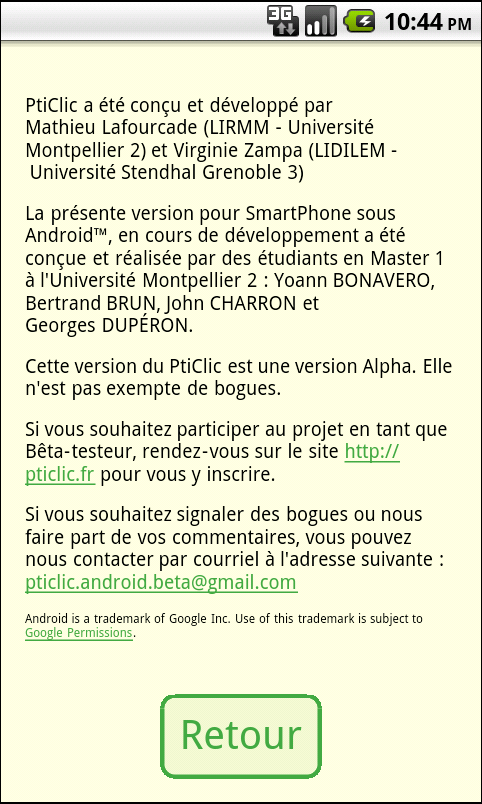 3G 10:44 PM
PtiClic a été conçu et développé par
Mathieu Lafourcade (LIRMM - Université
Montpellier 2) et Virginie Zampa (LIDILEM -
Université Stendhal Grenoble 3)
La présente version pour SmartPhone sous
Android™, en cours de développement a été
conçue et réalisée par des étudiants en Master 1
à l'Université Montpellier 2 : Yoann BONAVERO,
Bertrand BRUN, John CHARRON et
Georges DUPÉRON.
Cette version du PtiClic est une version Alpha. Elle
n'est pas exempte de bogues.
Si vous souhaitez participer au projet en tant que
Bêta-testeur, rendez-vous sur le site http://
pticlic.fr pour vous y inscrire.
Si vous souhaitez signaler des bogues ou nous
faire part de vos commentaires, vous pouvez
nous contacter par courriel à l'adresse suivante :
pticlic.android.beta@gmail.com
Android is a trademark of Google Inc. Use of this trademark is subject to
Google Permissions.
Retour